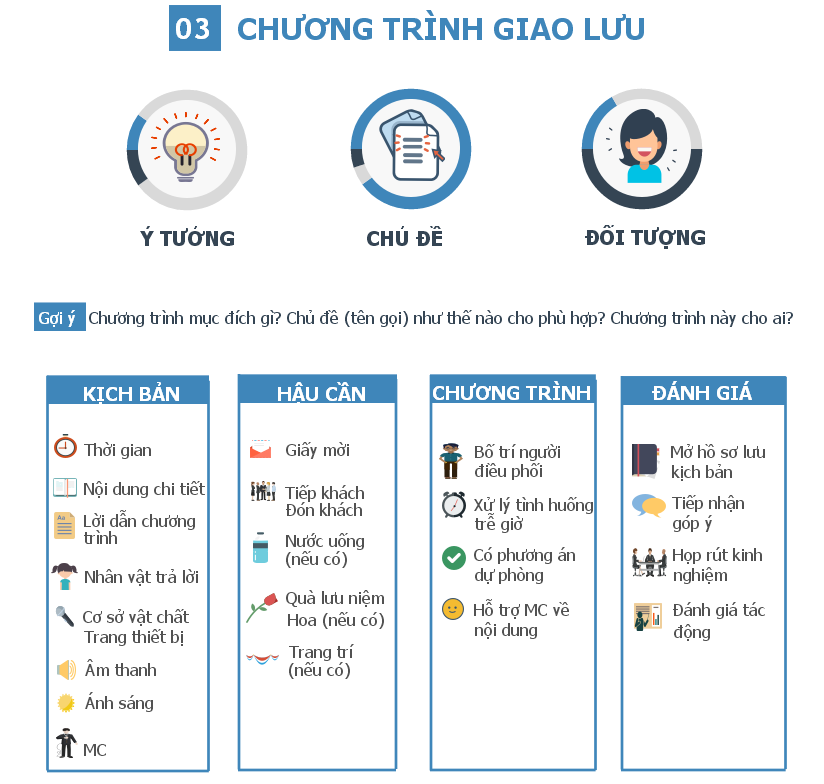 03 CHƯƠNG TRÌNH GIAO LƯU
Ý TƯỚNG
CHỦ ĐỀ
ĐỐI TƯỢNG
Gợi ý Chương trình mục đích gì? Chủ đề (tên gọi) như thế nào cho phù hợp? Chương trình này cho ai?
KỊCH BẢN
Thời gian
Nội dung chi tiết
Aa
Lời dẫn chương
trình
Nhân vật trả lời
Cơ sở vật chất
Trang thiết bị
Âm thanh
Ánh sáng
MC
HẬU CẦN
Giấy mời
Tiếp khách
Đón khách
Nước uống
(nếu có)
Quà lưu niệm
Hoa (nếu có)
Trang trí
(nếu có)
CHƯƠNG TRÌNH
Bố trí người
điều phối
Xử lý tình huống
trễ giờ
Có phương án
dự phòng
Hỗ trợ MC về
nội dung
ĐÁNH GIÁ
Mở hồ sơ lưu
kịch bản
Tiếp nhận
góp ý
Họp rút kinh
nghiệm
Đánh giá tác
động